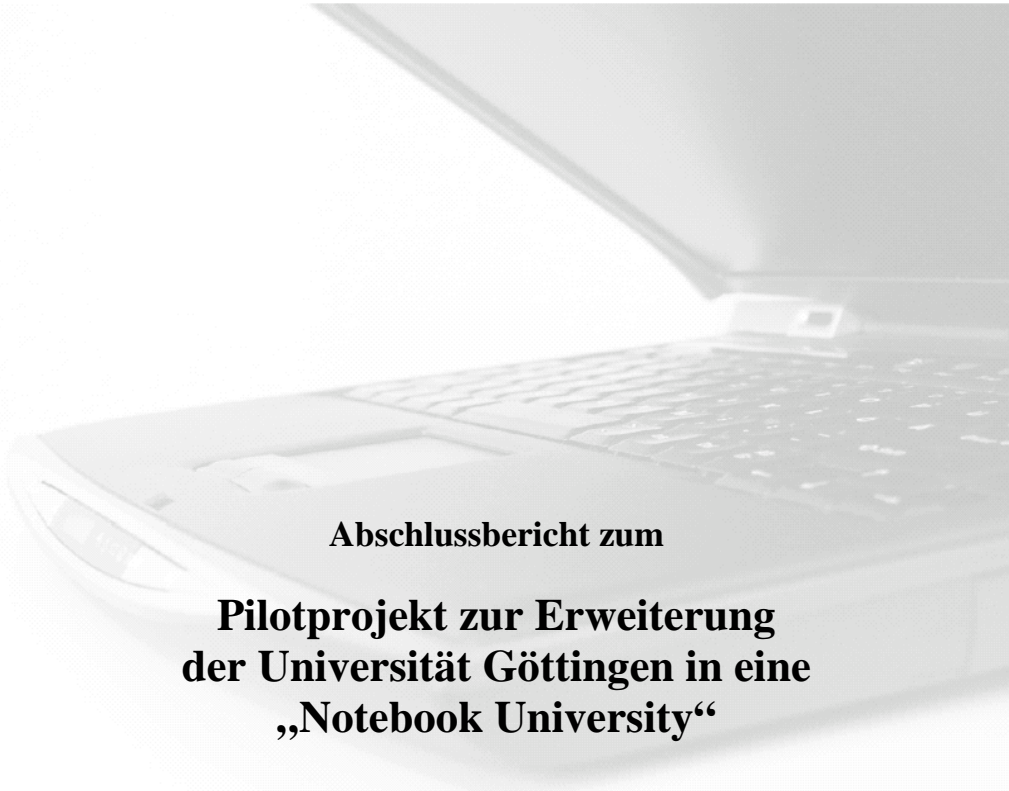 Abschlussbericht zum
Pilotprojekt zur Erweiterung
der Universität Göttingen in eine
„Notebook University“